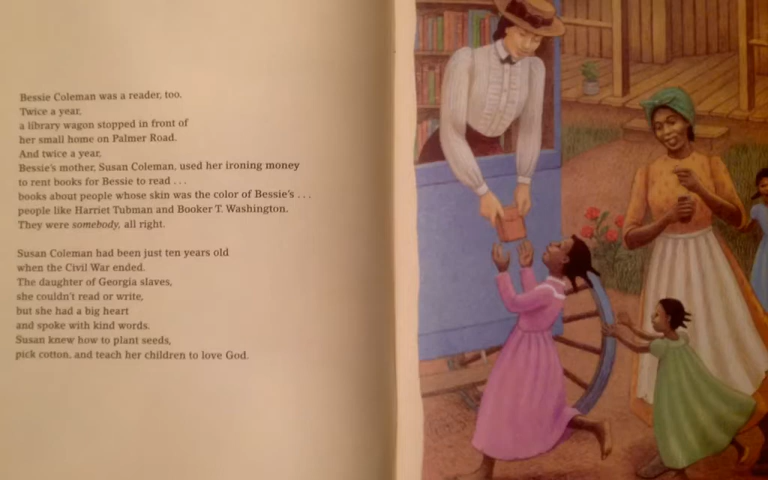 Bessie Coleman was a reader, too.
Twice a year,
a library wagon stopped in front of
her small home on Palmer Road.
And twice a year,
Bessie's mother, Susan Coleman, used her ironing money
to rent books for Bessie to read . . .
books about people whose skin was the color of Bessie's . . .
people like Harriet Tubman and Booker T. Washington.
They were somebody, all right.
Susan Coleman had been just ten years old
when the Civil War ended.
The daughter of Georgia slaves,
she couldn't read or write,
but she had a big heart
and spoke with kind words.
Susan knew how to plant seeds,
pick cotton, and teach her children to love God.